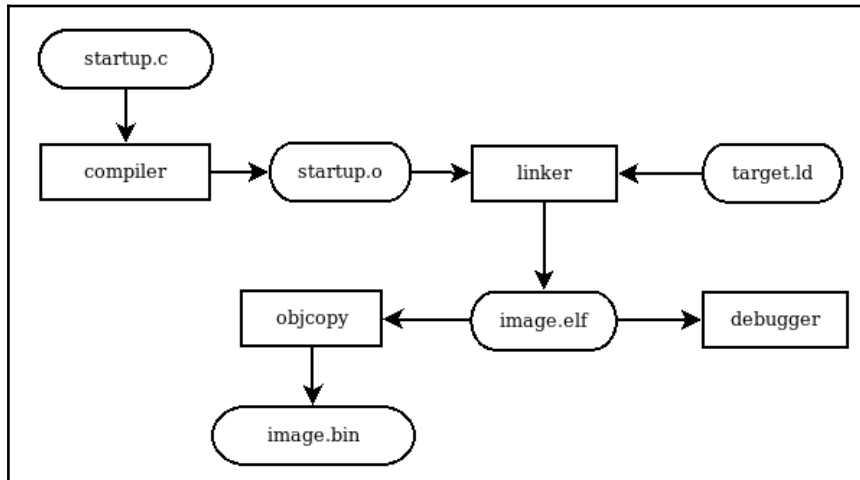 startup.c
compiler
startup.o
linker
target.ld
objcopy
image.elf
debugger
image.bin